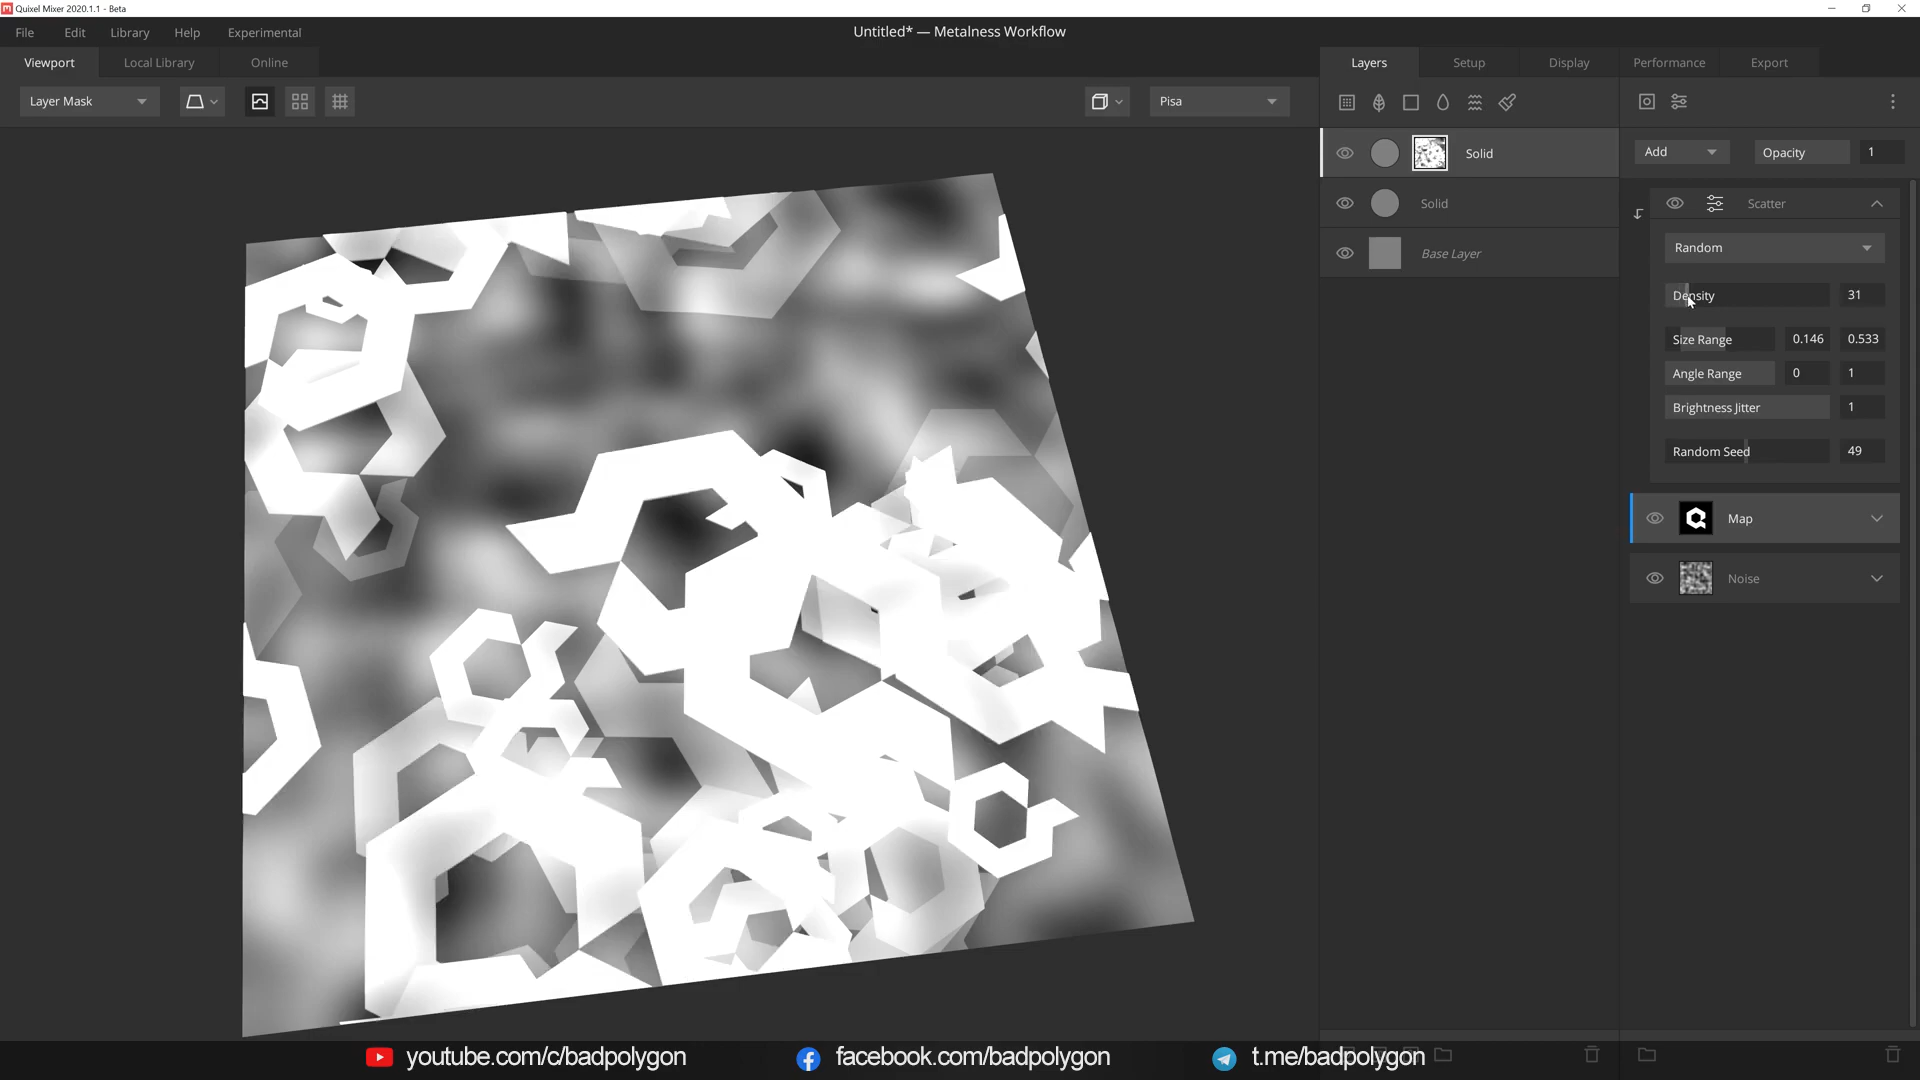 Quixel Mixer 2020.1.1 - Beta
File Edit Library Help Experimental
Untitled* — Metalness Workflow
Viewport Local Library Online
Layers Setup Display Performance Export
Layer Mask
Pisa
Add
Opacity 1
Solid
Solid
Base Layer
Scatter
Random
Density 31
Size Range 0.146 0.533
Angle Range 0 1
Brightness Jitter 1
Random Seed 49
Map
Noise
youtube.com/c/badpolygon facebook.com/badpolygon t.me/badpolygon